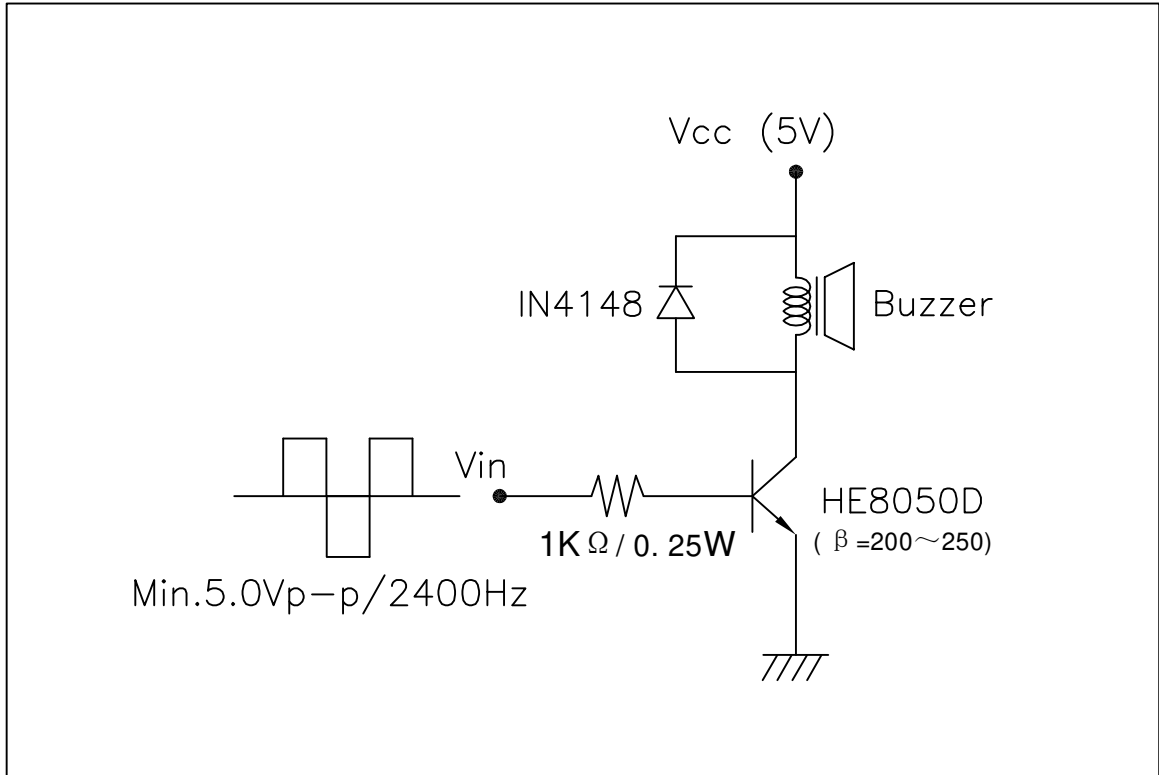 Vcc (5V)
IN4148
Buzzer
Vin
HE8050D
1KΩ/0.25W
( β=200～250)
Min.5.0Vp-p/2400Hz